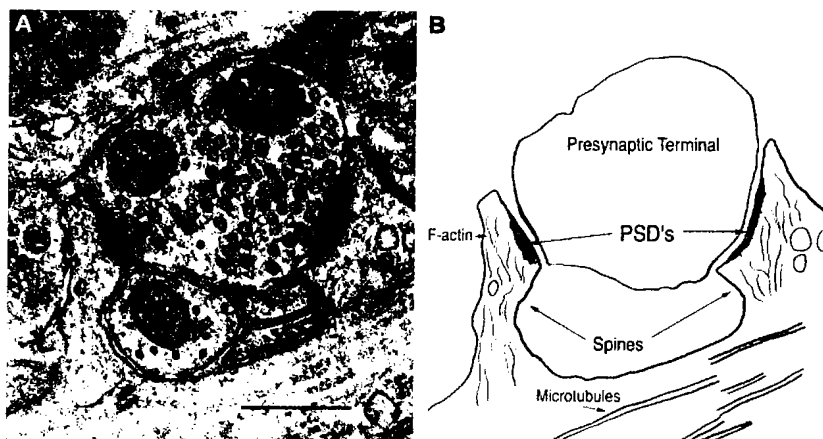 A
B
Presynaptic Terminal
F-actin
PSD's
Spines
Microtubules